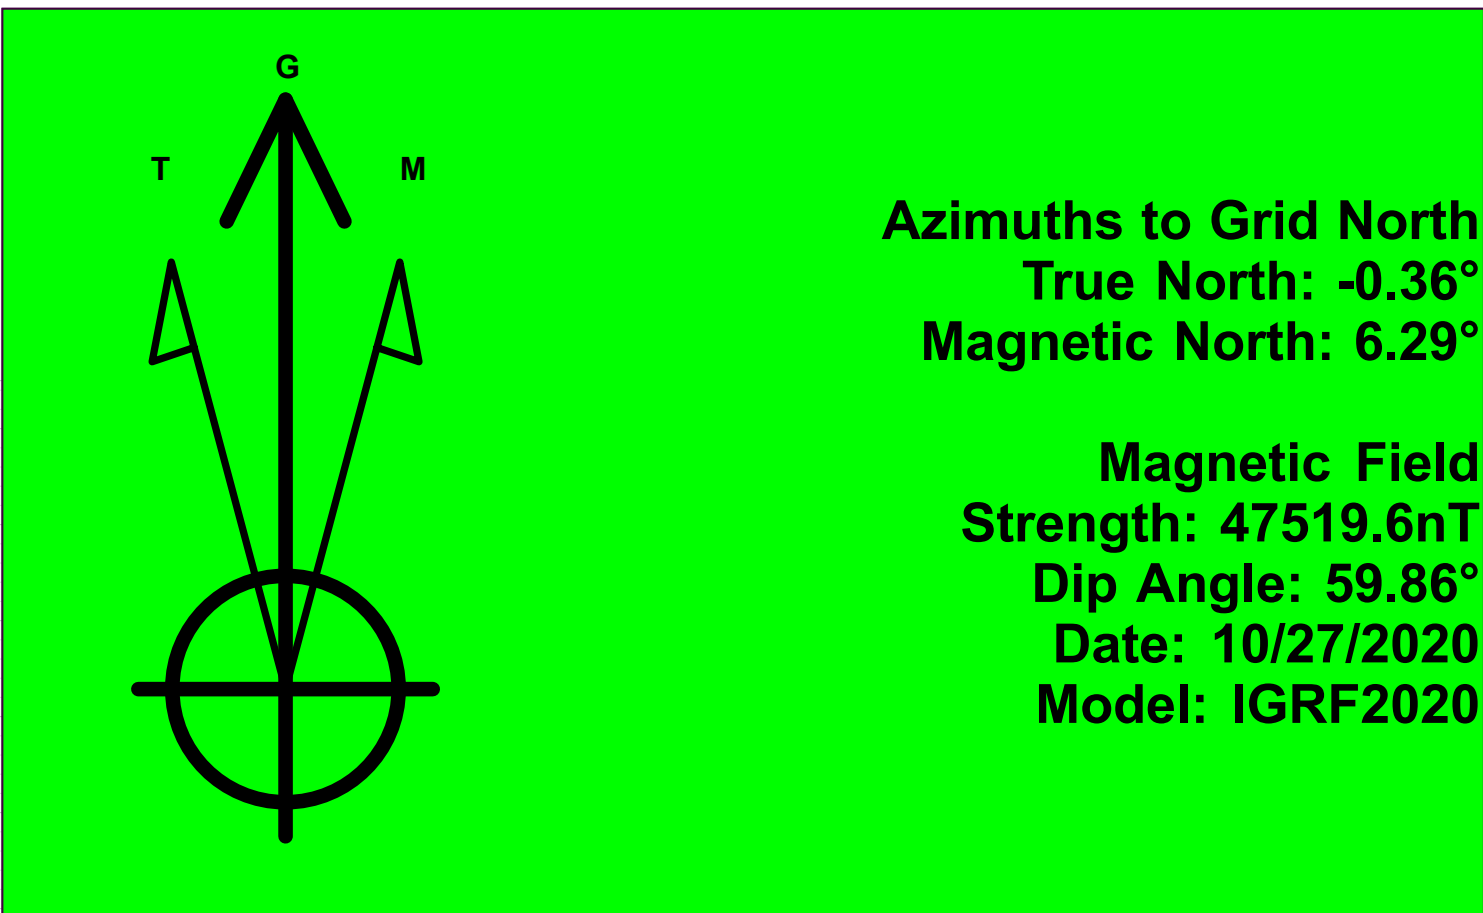 G
T
M
Azimuths to Grid North
True North: -0.36°
Magnetic North: 6.29°
Magnetic Field
Strength: 47519.6nT
Dip Angle: 59.86°
Date: 10/27/2020
Model: IGRF2020